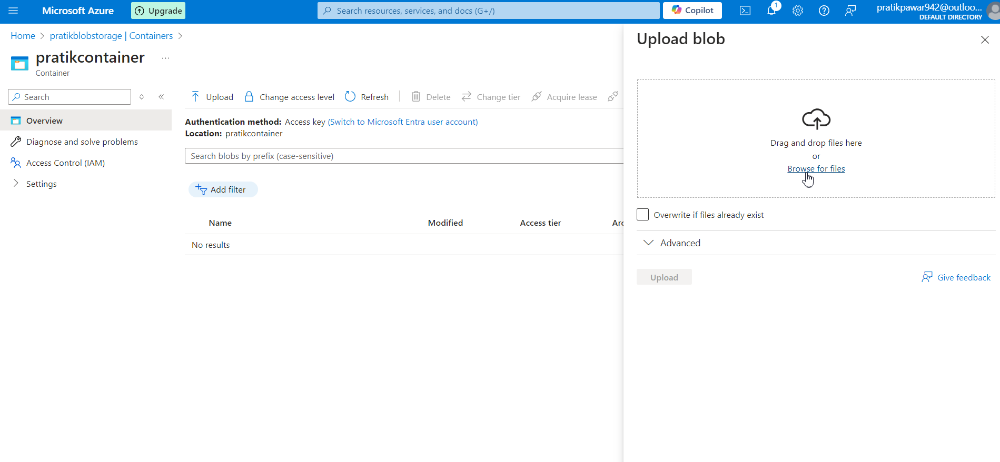 Microsoft Azure
Upgrade
Search resources, services, and docs (G+/)
Copilot
1
pratikpawar942@outloo...
DEFAULT DIRECTORY
Home > pratikblobstorage | Containers >
pratikcontainer ...
Container
Search
Overview
Diagnose and solve problems
Access Control (IAM)
Settings
Upload
Change access level
Refresh
Delete
Change tier
Acquire lease
Authentication method: Access key (Switch to Microsoft Entra user account)
Location: pratikcontainer
Search blobs by prefix (case-sensitive)
Add filter
Name Modified Access tier Arc
No results
Upload blob
Drag and drop files here
or
Browse for files
Overwrite if files already exist
Advanced
Upload
Give feedback